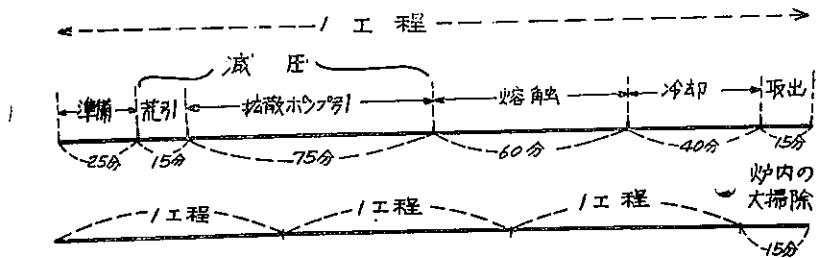 1工程
減圧
準備 荒引 拡散ポンプ引 熔触 冷却 取出
25分 15分 75分 60分 40分 15分
炉内の
大掃除
1工程 1工程 1工程
15分